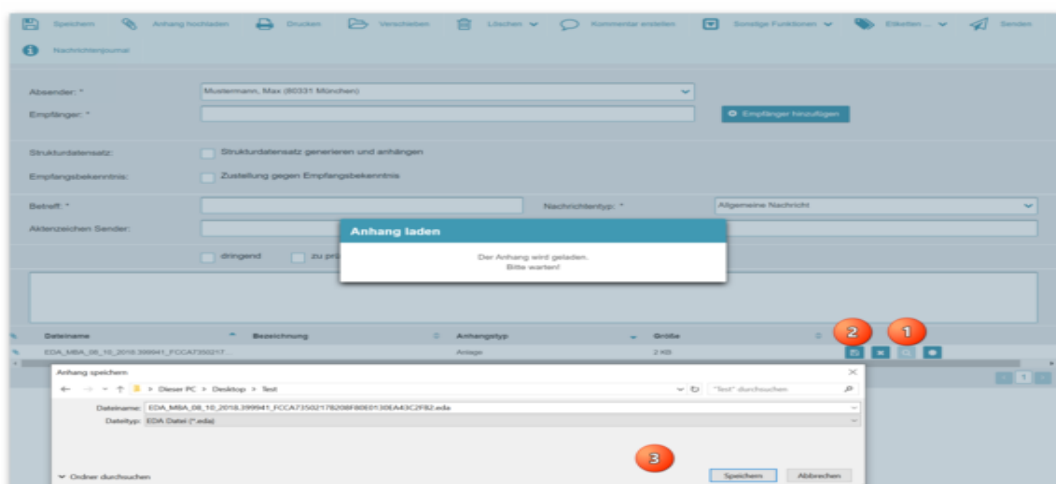 Speichern Anhang hochladen Drucken Verschieben Löschen Kommentar erstellen Sonstige Funktionen Etiketten ... Senden
Nachrichtenjournal
Absender: * Mustermann, Max (80331 München)
Empfänger: * Empfänger hinzufügen
Strukturdatensatz: Strukturdatensatz generieren und anhängen
Empfangsbekenntnis: Zustellung gegen Empfangsbekenntnis
Betreff: * Nachrichtentyp: * Allgemeine Nachricht
Aktenzeichen Sender:
Anhang laden
dringend zu prü
Der Anhang wird geladen.
Bitte warten!
Dateiname Bezeichnung Anhangstyp Größe
2 1
EDA_MBA_08_10_2018.399941_FCCA7350217... Anlage 2 KB
1
Anhang speichern
Dieser PC > Desktop > Test "Test" durchsuchen
Dateiname: EDA_MBA_08_10_2018.399941_FCCA7350217B208FB0E0130EA43C2FB2.eda
Dateityp: EDA Datei (*.eda)
3
Ordner durchsuchen Speichern Abbrechen